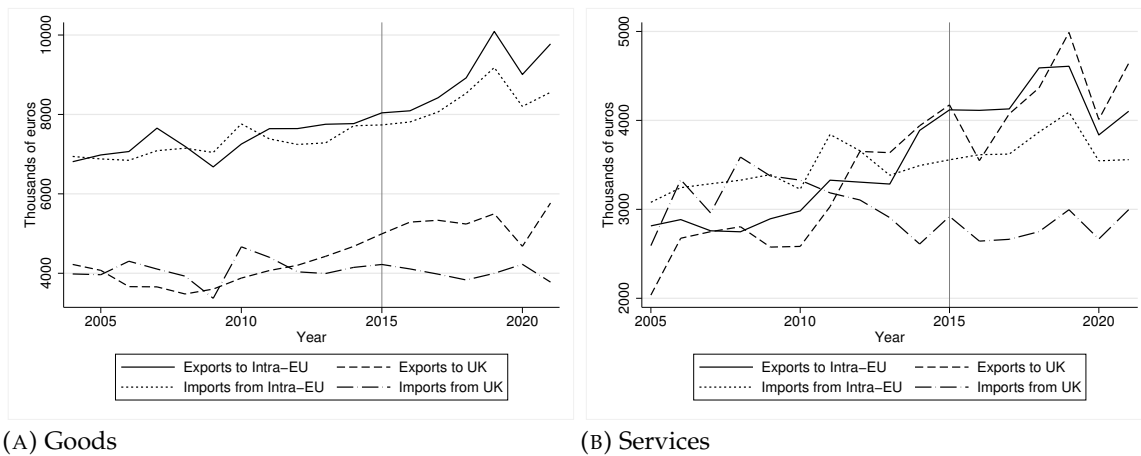 Thousands of euros
10000
8000
6000
4000
2005
2010
2015
2020
Year
Exports to Intra−EU
Exports to UK
Imports from Intra−EU
Imports from UK
(A) Goods
Thousands of euros
5000
4000
3000
2000
2005
2010
2015
2020
Year
Exports to Intra−EU
Exports to UK
Imports from Intra−EU
Imports from UK
(B) Services